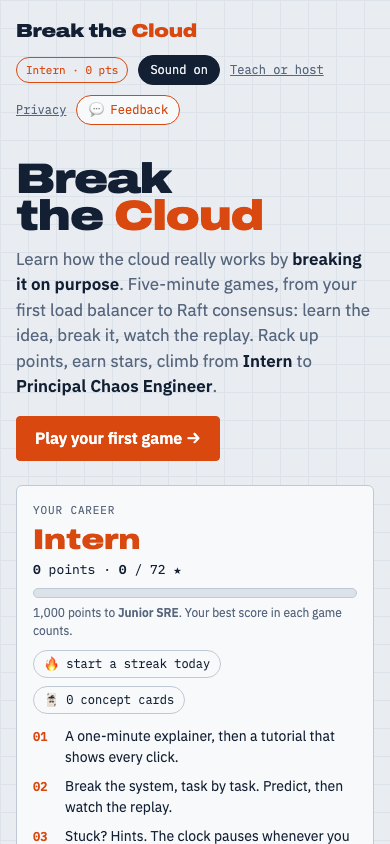 Break the Cloud
Intern · 0 pts
Sound on
Teach or host
Privacy
💬 Feedback
Break
the Cloud
Learn how the cloud really works by breaking
it on purpose. Five-minute games, from your
first load balancer to Raft consensus: learn the
idea, break it, watch the replay. Rack up
points, earn stars, climb from Intern to
Principal Chaos Engineer.
Play your first game →
YOUR CAREER
Intern
0 points · 0 / 72 ★
1,000 points to Junior SRE. Your best score in each game
counts.
🔥 start a streak today
🃏 0 concept cards
01 A one-minute explainer, then a tutorial that
shows every click.
02 Break the system, task by task. Predict, then
watch the replay.
03 Stuck? Hints. The clock pauses whenever you